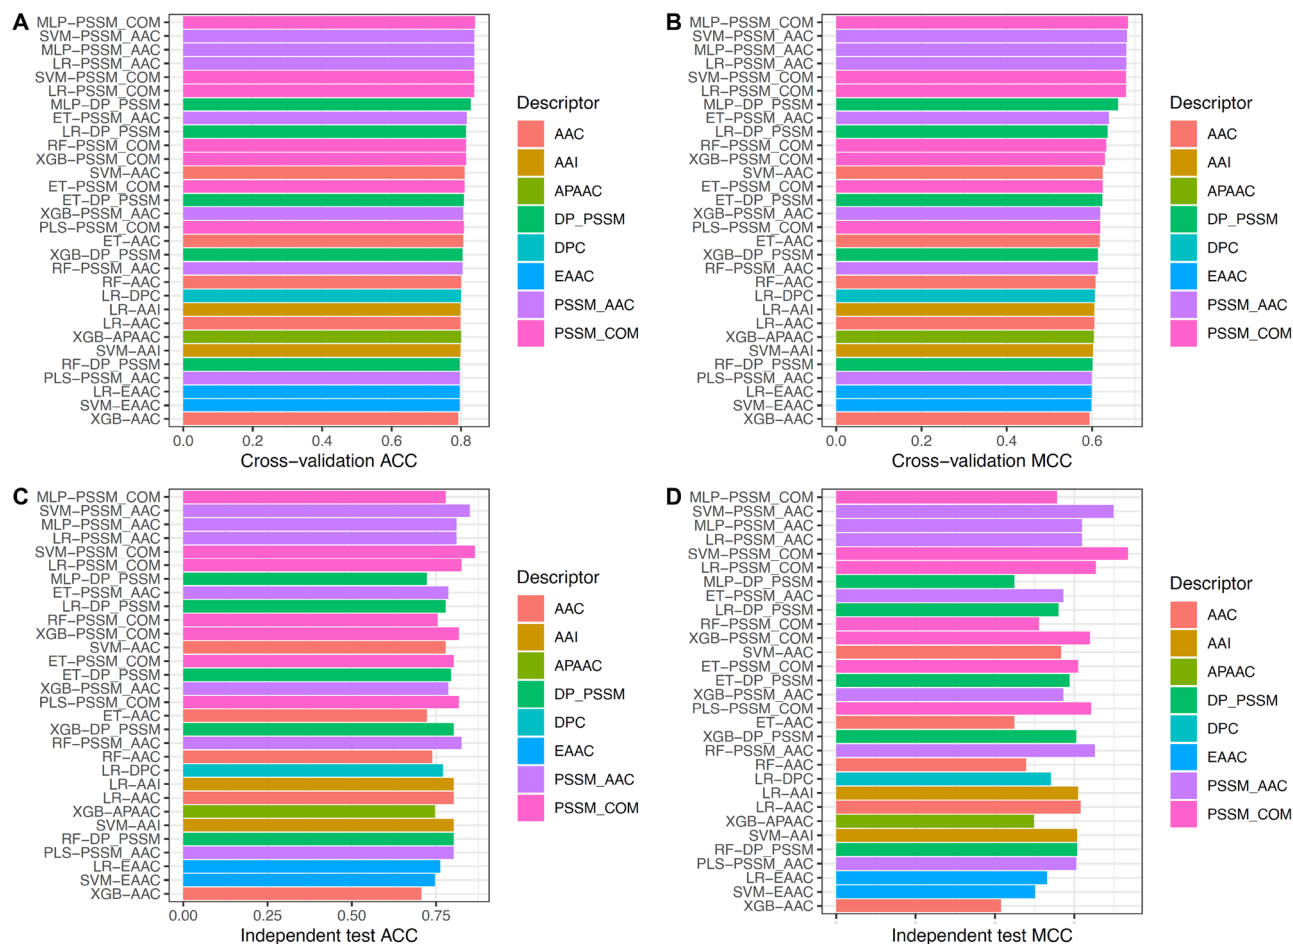 A
MLP−PSSM_COM
SVM−PSSM_AAC
MLP−PSSM_AAC
LR−PSSM_AAC
SVM−PSSM_COM
LR−PSSM_COM
MLP−DP_PSSM
ET−PSSM_AAC
LR−DP_PSSM
RF−PSSM_COM
XGB−PSSM_COM
SVM−AAC
ET−PSSM_COM
ET−DP_PSSM
XGB−PSSM_AAC
PLS−PSSM_COM
ET−AAC
XGB−DP_PSSM
RF−PSSM_AAC
RF−AAC
LR−DPC
LR−AAI
LR−AAC
XGB−APAAC
SVM−AAI
RF−DP_PSSM
PLS−PSSM_AAC
LR−EAAC
SVM−EAAC
XGB−AAC
0.0 0.2 0.4 0.6 0.8
Cross−validation ACC
Descriptor
AAC
AAI
APAAC
DP_PSSM
DPC
EAAC
PSSM_AAC
PSSM_COM
B
MLP−PSSM_COM
SVM−PSSM_AAC
MLP−PSSM_AAC
LR−PSSM_AAC
SVM−PSSM_COM
LR−PSSM_COM
MLP−DP_PSSM
ET−PSSM_AAC
LR−DP_PSSM
RF−PSSM_COM
XGB−PSSM_COM
SVM−AAC
ET−PSSM_COM
ET−DP_PSSM
XGB−PSSM_AAC
PLS−PSSM_COM
ET−AAC
XGB−DP_PSSM
RF−PSSM_AAC
RF−AAC
LR−DPC
LR−AAI
LR−AAC
XGB−APAAC
SVM−AAI
RF−DP_PSSM
PLS−PSSM_AAC
LR−EAAC
SVM−EAAC
XGB−AAC
0.0 0.2 0.4 0.6
Cross−validation MCC
Descriptor
AAC
AAI
APAAC
DP_PSSM
DPC
EAAC
PSSM_AAC
PSSM_COM
C
MLP−PSSM_COM
SVM−PSSM_AAC
MLP−PSSM_AAC
LR−PSSM_AAC
SVM−PSSM_COM
LR−PSSM_COM
MLP−DP_PSSM
ET−PSSM_AAC
LR−DP_PSSM
RF−PSSM_COM
XGB−PSSM_COM
SVM−AAC
ET−PSSM_COM
ET−DP_PSSM
XGB−PSSM_AAC
PLS−PSSM_COM
ET−AAC
XGB−DP_PSSM
RF−PSSM_AAC
RF−AAC
LR−DPC
LR−AAI
LR−AAC
XGB−APAAC
SVM−AAI
RF−DP_PSSM
PLS−PSSM_AAC
LR−EAAC
SVM−EAAC
XGB−AAC
0.00 0.25 0.50 0.75
Independent test ACC
Descriptor
AAC
AAI
APAAC
DP_PSSM
DPC
EAAC
PSSM_AAC
PSSM_COM
D
MLP−PSSM_COM
SVM−PSSM_AAC
MLP−PSSM_AAC
LR−PSSM_AAC
SVM−PSSM_COM
LR−PSSM_COM
MLP−DP_PSSM
ET−PSSM_AAC
LR−DP_PSSM
RF−PSSM_COM
XGB−PSSM_COM
SVM−AAC
ET−PSSM_COM
ET−DP_PSSM
XGB−PSSM_AAC
PLS−PSSM_COM
ET−AAC
XGB−DP_PSSM
RF−PSSM_AAC
RF−AAC
LR−DPC
LR−AAI
LR−AAC
XGB−APAAC
SVM−AAI
RF−DP_PSSM
PLS−PSSM_AAC
LR−EAAC
SVM−EAAC
XGB−AAC
Independent test MCC
Descriptor
AAC
AAI
APAAC
DP_PSSM
DPC
EAAC
PSSM_AAC
PSSM_COM